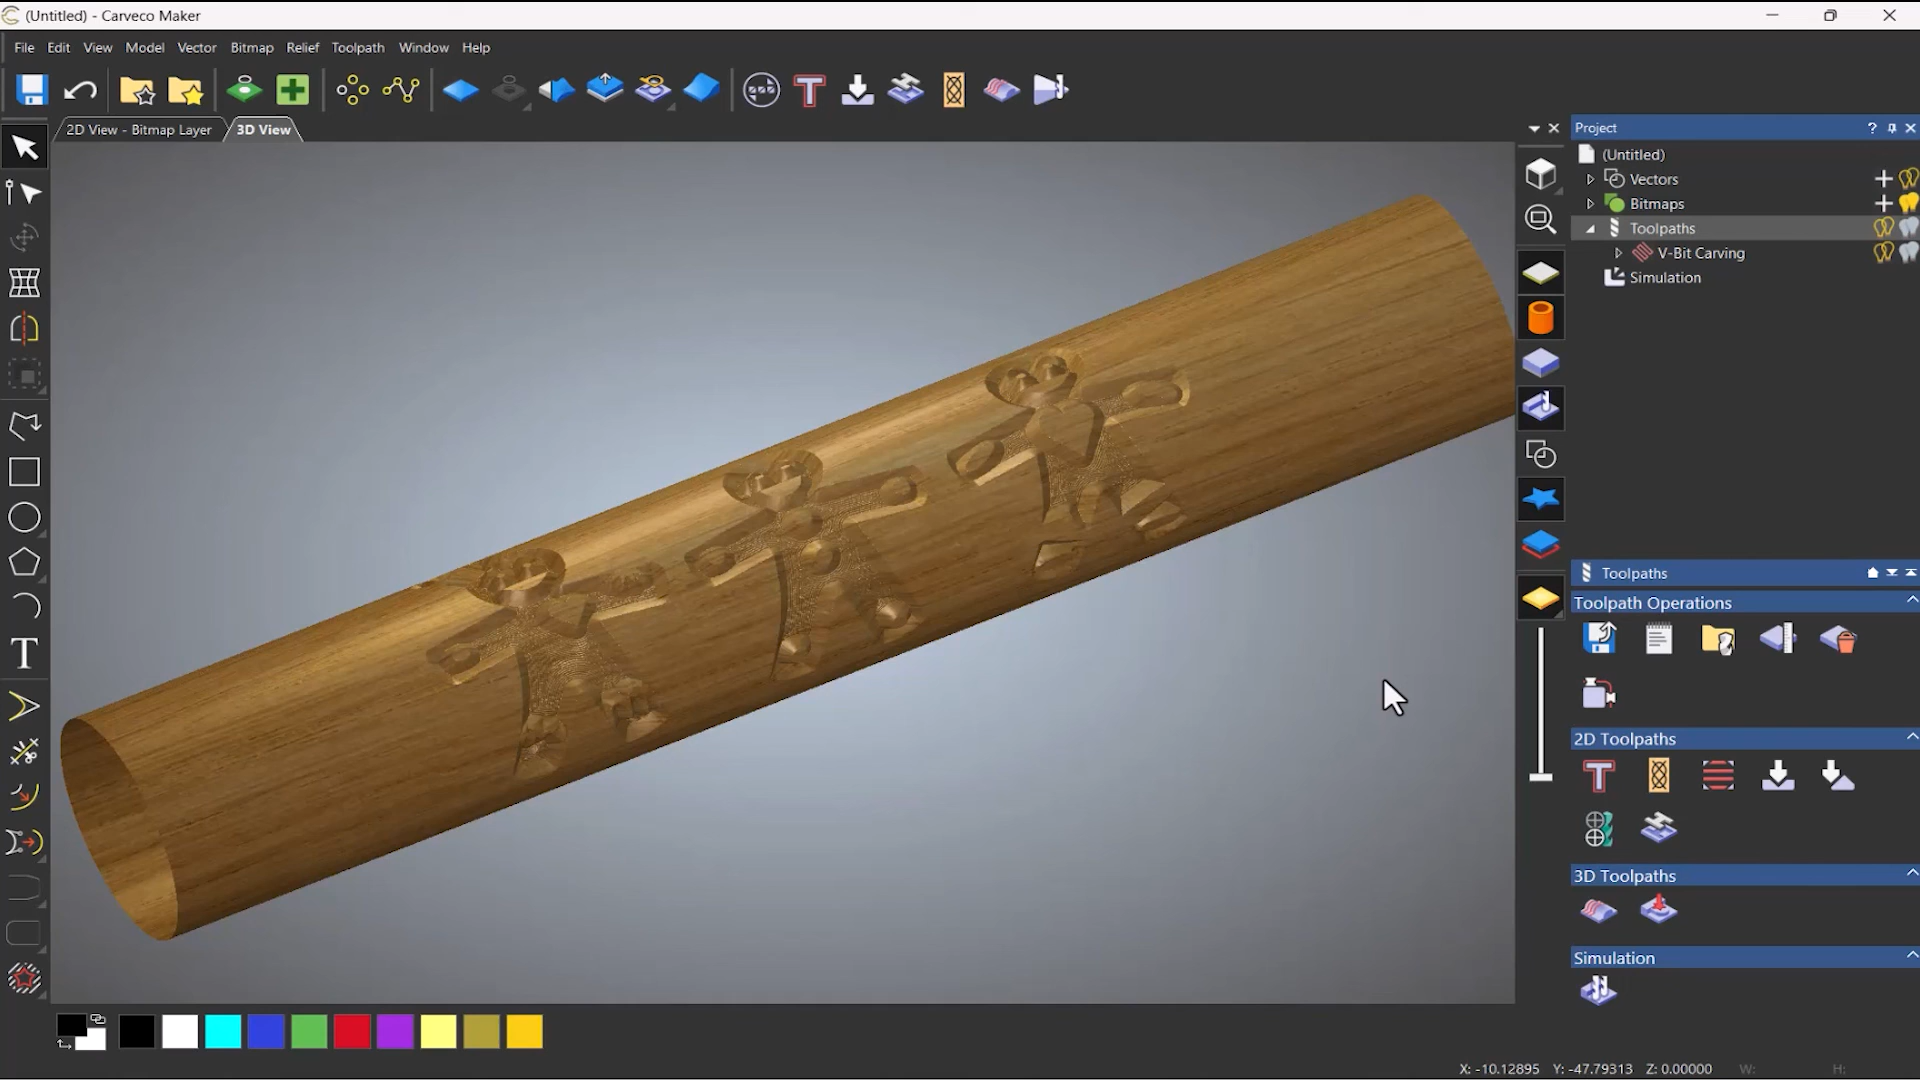 (Untitled) - Carveco Maker
File Edit View Model Vector Bitmap Relief Toolpath Window Help
2D View - Bitmap Layer 3D View
Project
(Untitled)
Vectors
Bitmaps
Toolpaths
V-Bit Carving
Simulation
Toolpaths
Toolpath Operations
2D Toolpaths
3D Toolpaths
Simulation
X: -10.12895 Y: -47.79313 Z: 0.00000 W: H: